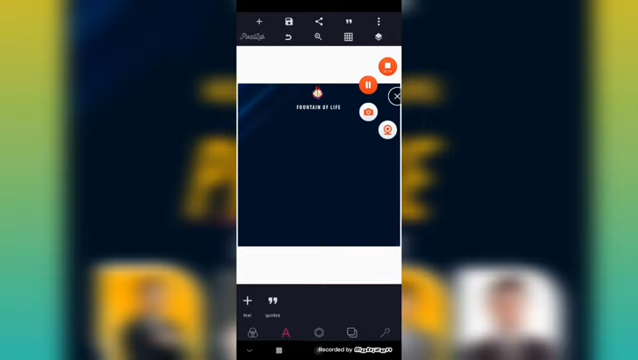 PixelLab
FOUNTAIN OF LIFE
text
quotes
Recorded by